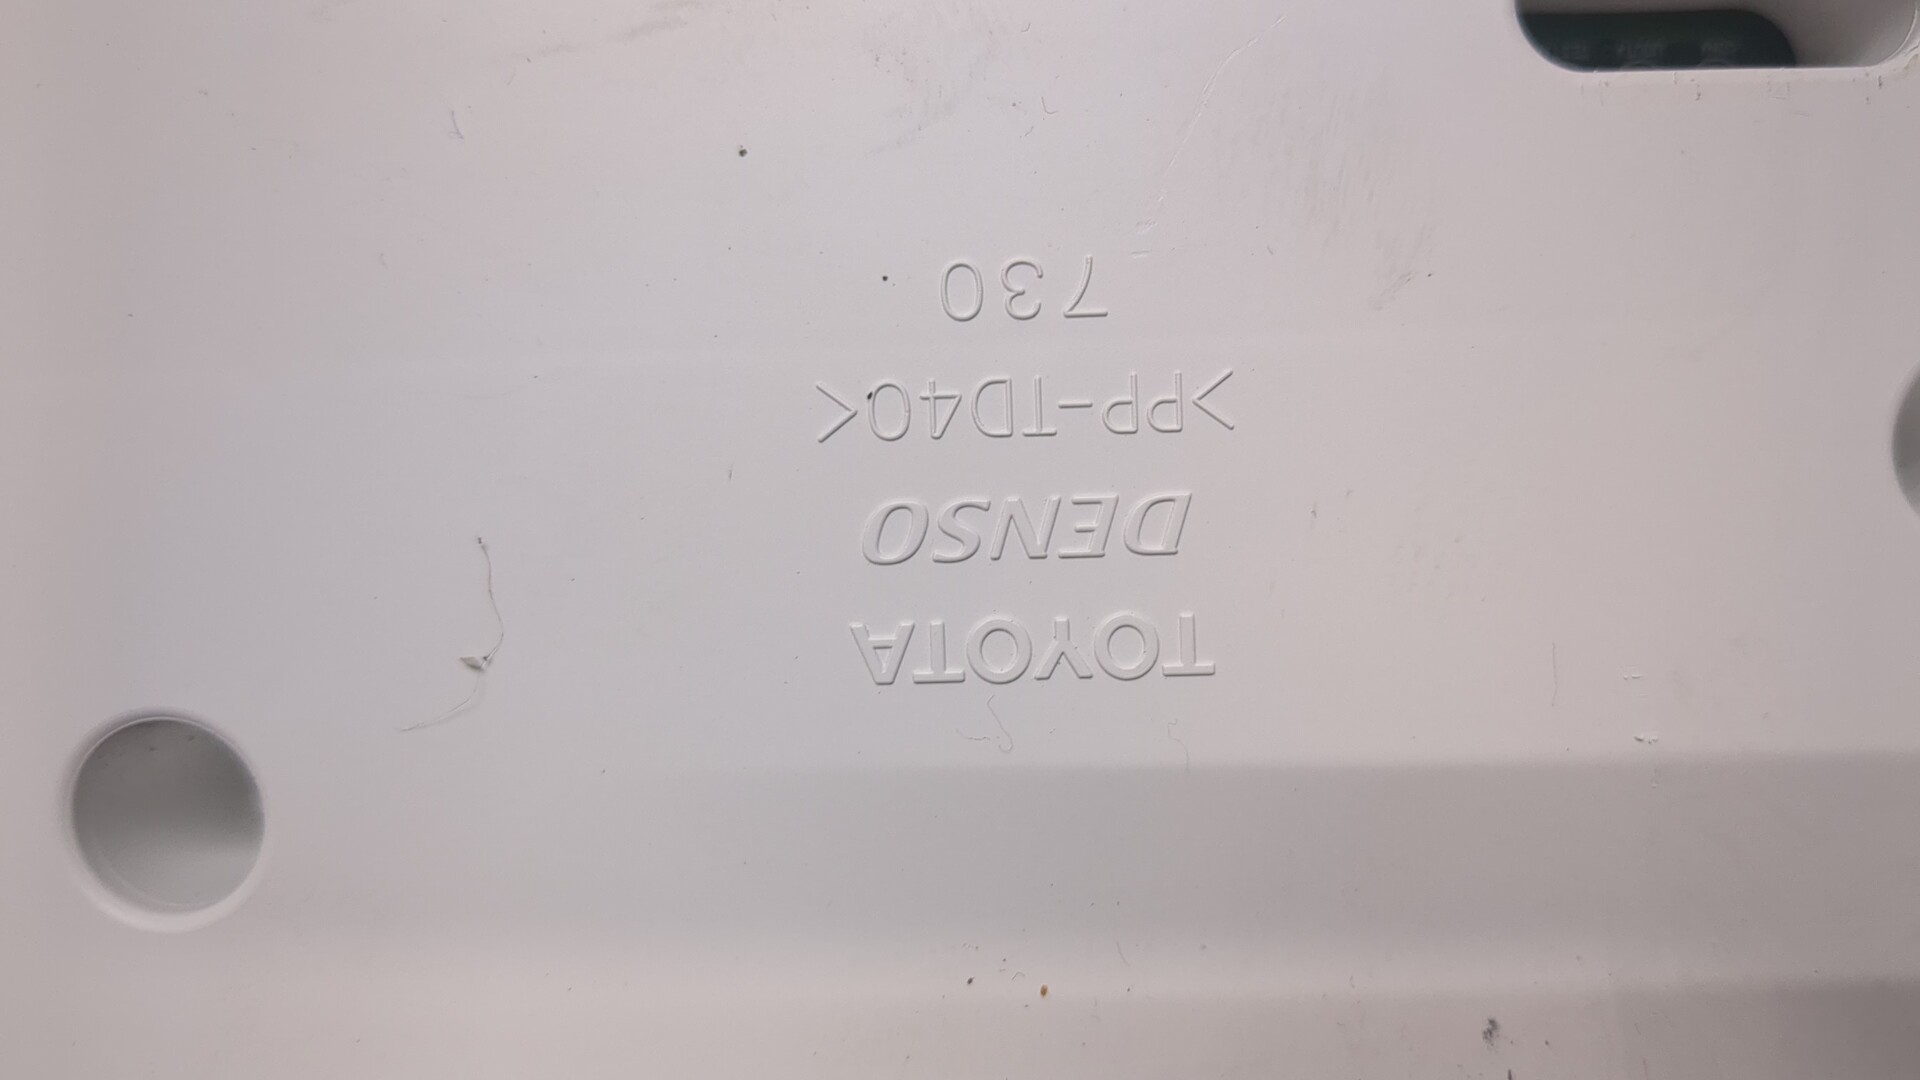 TOYOTA
DENSO
>PP-TD40<
730